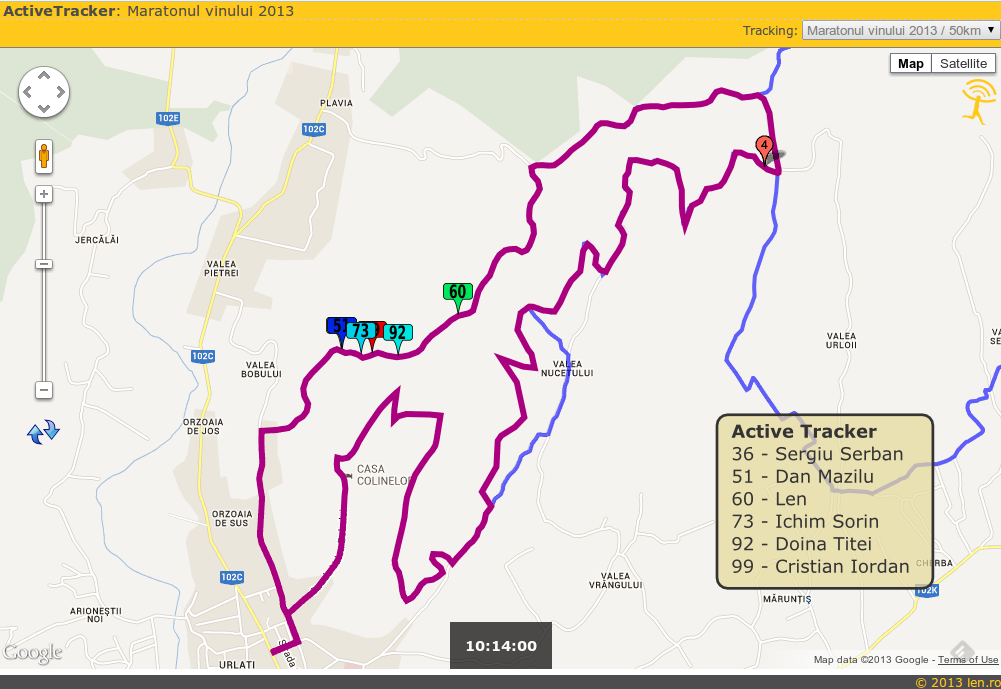 ActiveTracker: Maratonul vinului 2013
Tracking: Maratonul vinului 2013 / 50km
Map Satellite
PLAVIA
102E
102C
4
JERCĂLĂI
VALEA
PIETREI
60
51 73 92
102C
VALEA
BOBULUI
VALEA
NUCETULUI
VALEA
URLOII
ORZOAIA
DE JOS
CASA
COLINELOR
ORZOAIA
DE SUS
Active Tracker
36 - Sergiu Serban
51 - Dan Mazilu
60 - Len
73 - Ichim Sorin
92 - Doina Titei
99 - Cristian Iordan
102C
VALEA
VRÂNGULUI
CHERBA
102K
MĂRUNȚIȘ
ARIONEȘTII
NOI
10:14:00
Google
URLATI
Map data ©2013 Google - Terms of Use
© 2013 len.ro